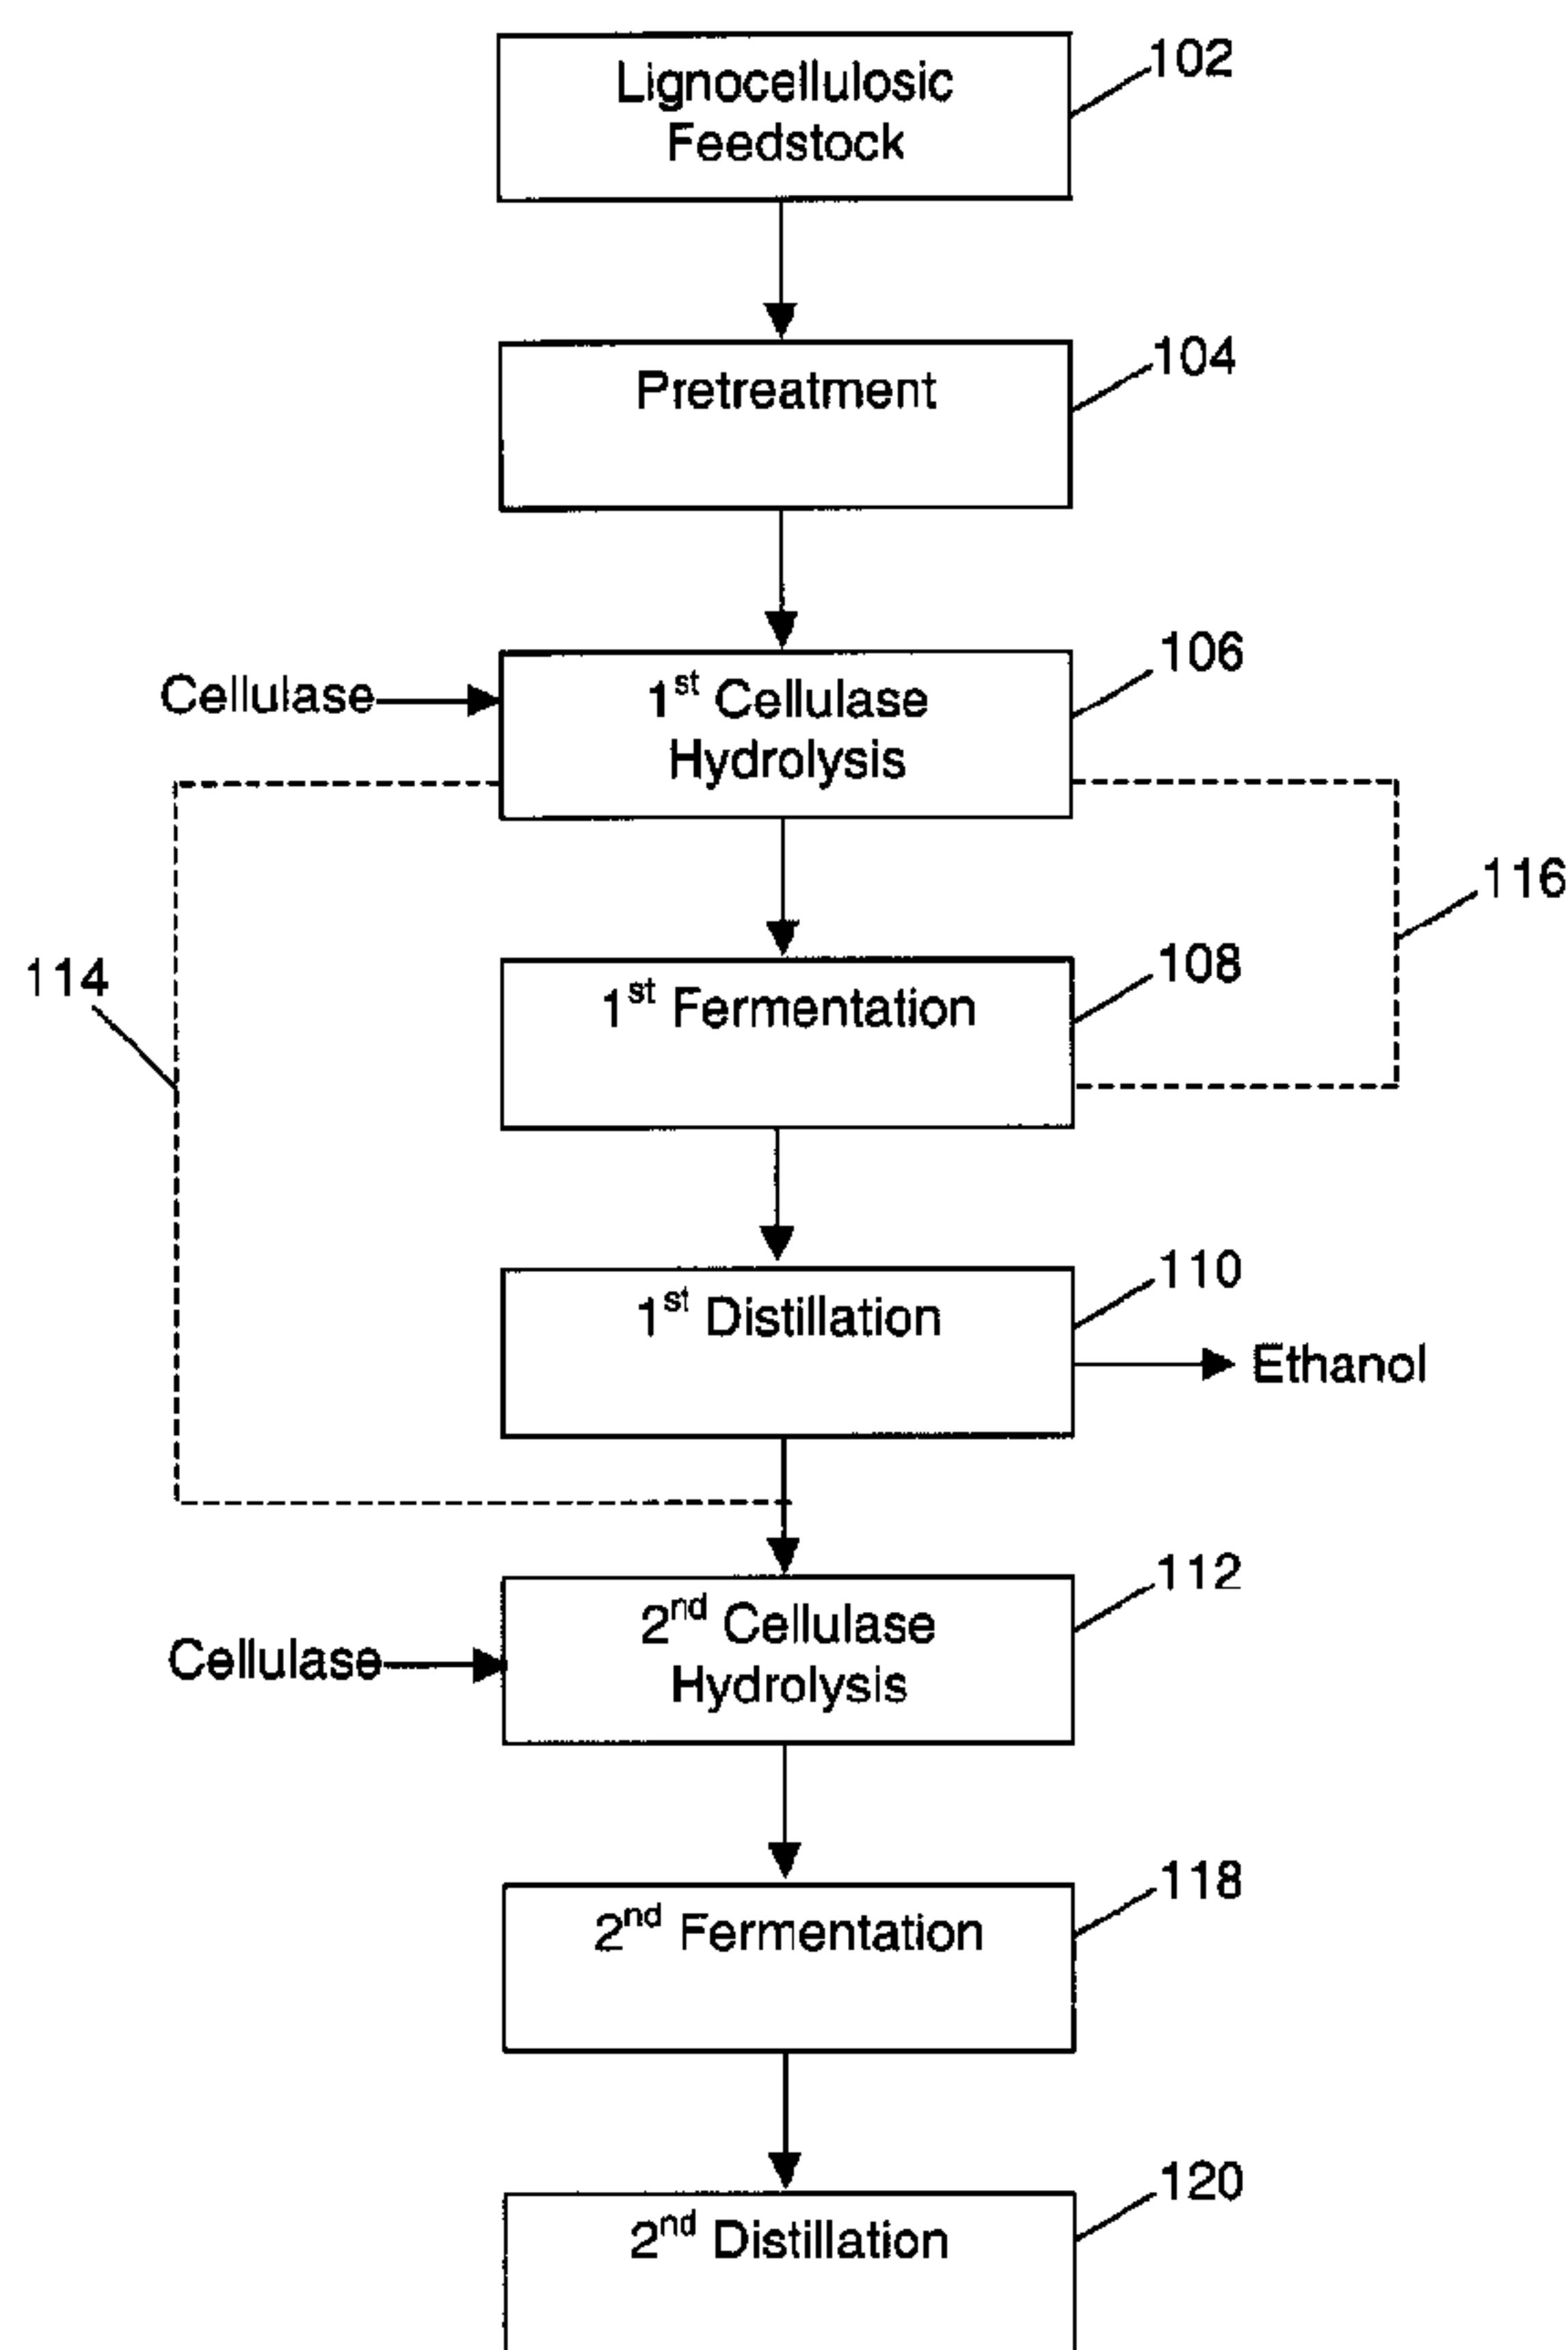 Lignocellulosic
Feedstock
102
Pretreatment
104
Cellulase
1st Cellulase
Hydrolysis
106
116
114
1st Fermentation
108
1st Distillation
110
Ethanol
Cellulase
2nd Cellulase
Hydrolysis
112
2nd Fermentation
118
2nd Distillation
120